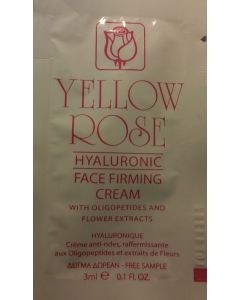 YELLOW
ROSE
HYALURONIC
FACE FIRMING
CREAM
WITH OLIGOPETIDES AND
FLOWER EXTRACTS
HYALURONIQUE
Crème anti-rides, raffermissante
aux Oligopeptides et extraits de Fleurs
ΔΕΙΓΜΑ ΔΩΡΕΑΝ - FREE SAMPLE
3ml e 0.1 FL. OZ.